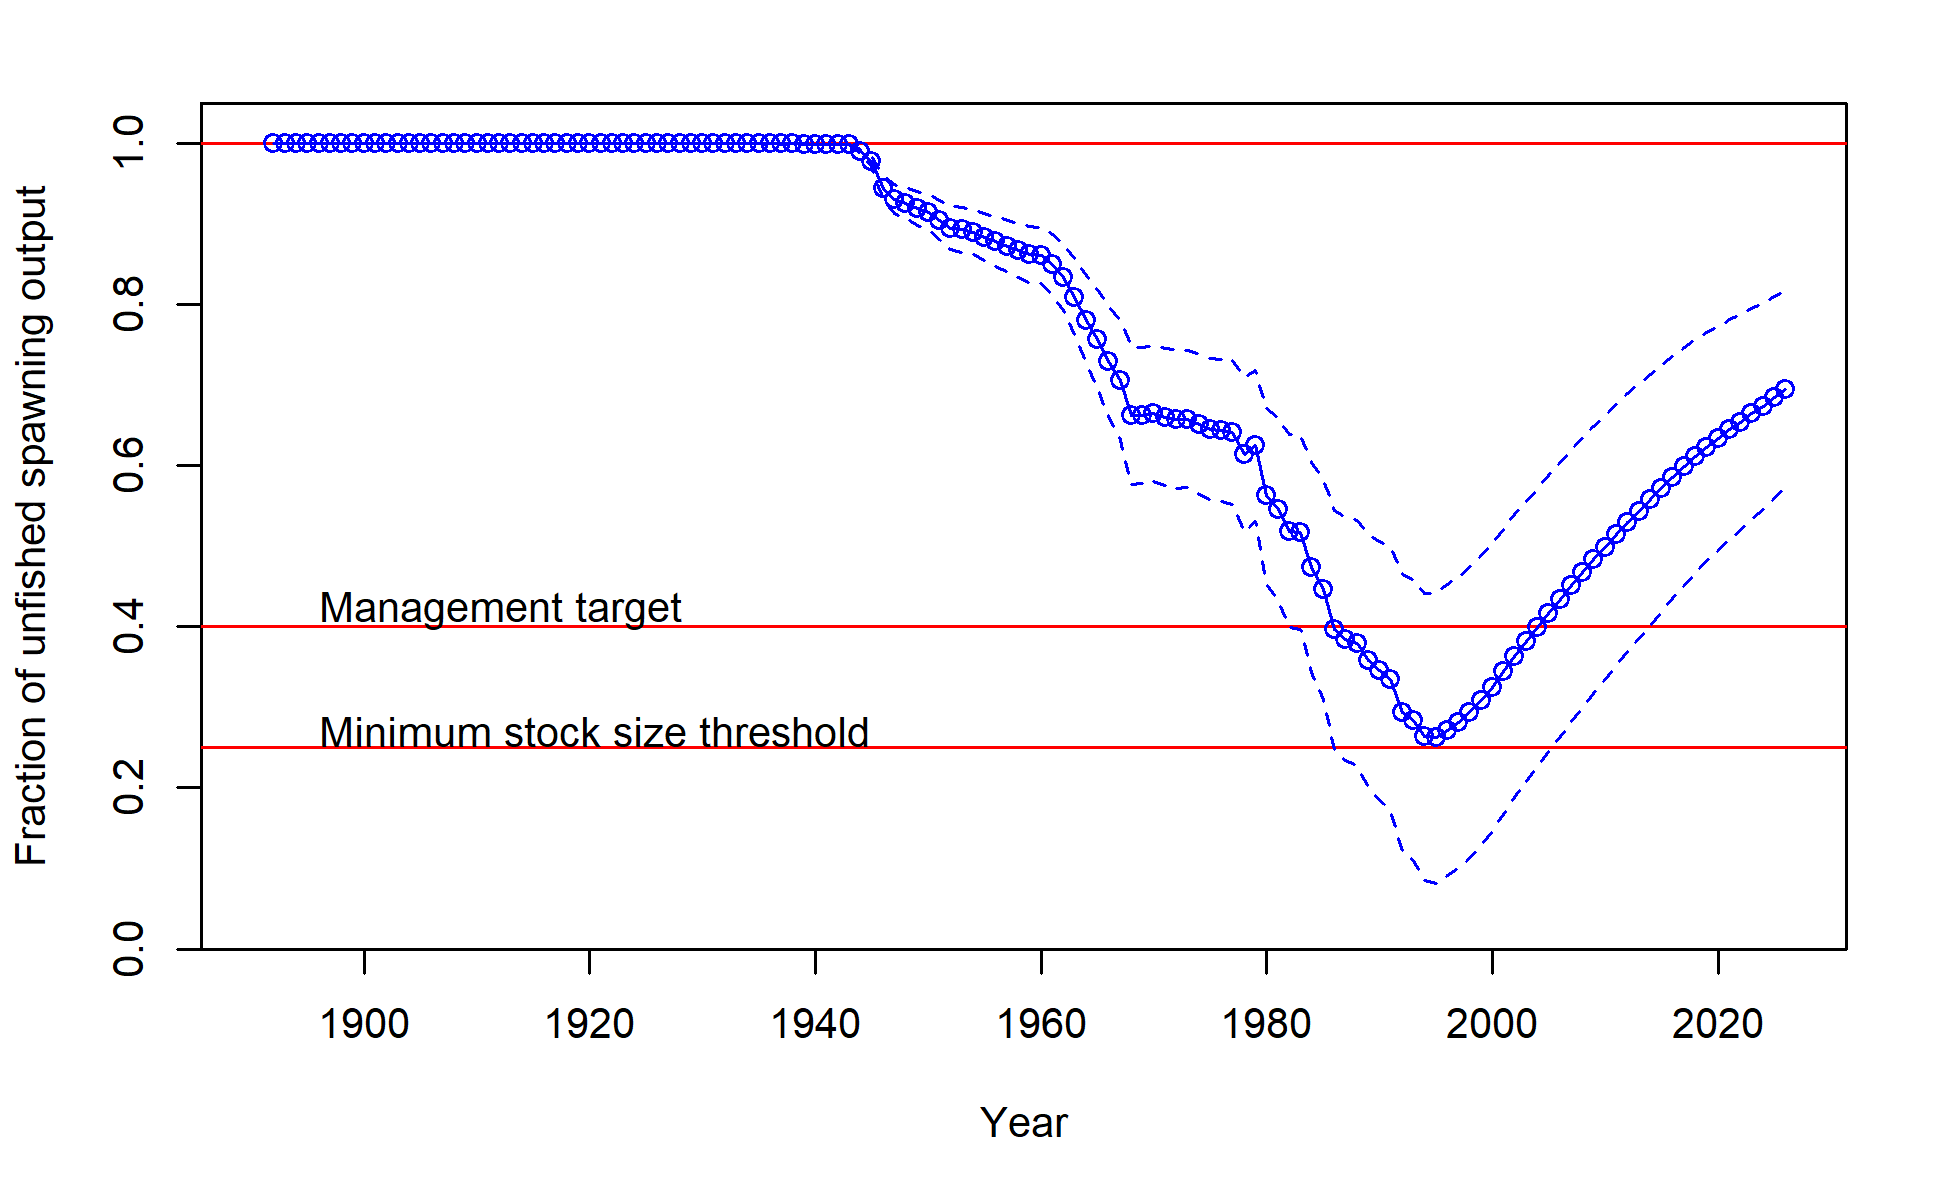 Fraction of unfished spawning output
1.0
0.8
0.6
0.4
0.2
0.0
Management target
Minimum stock size threshold
1900 1920 1940 1960 1980 2000 2020
Year